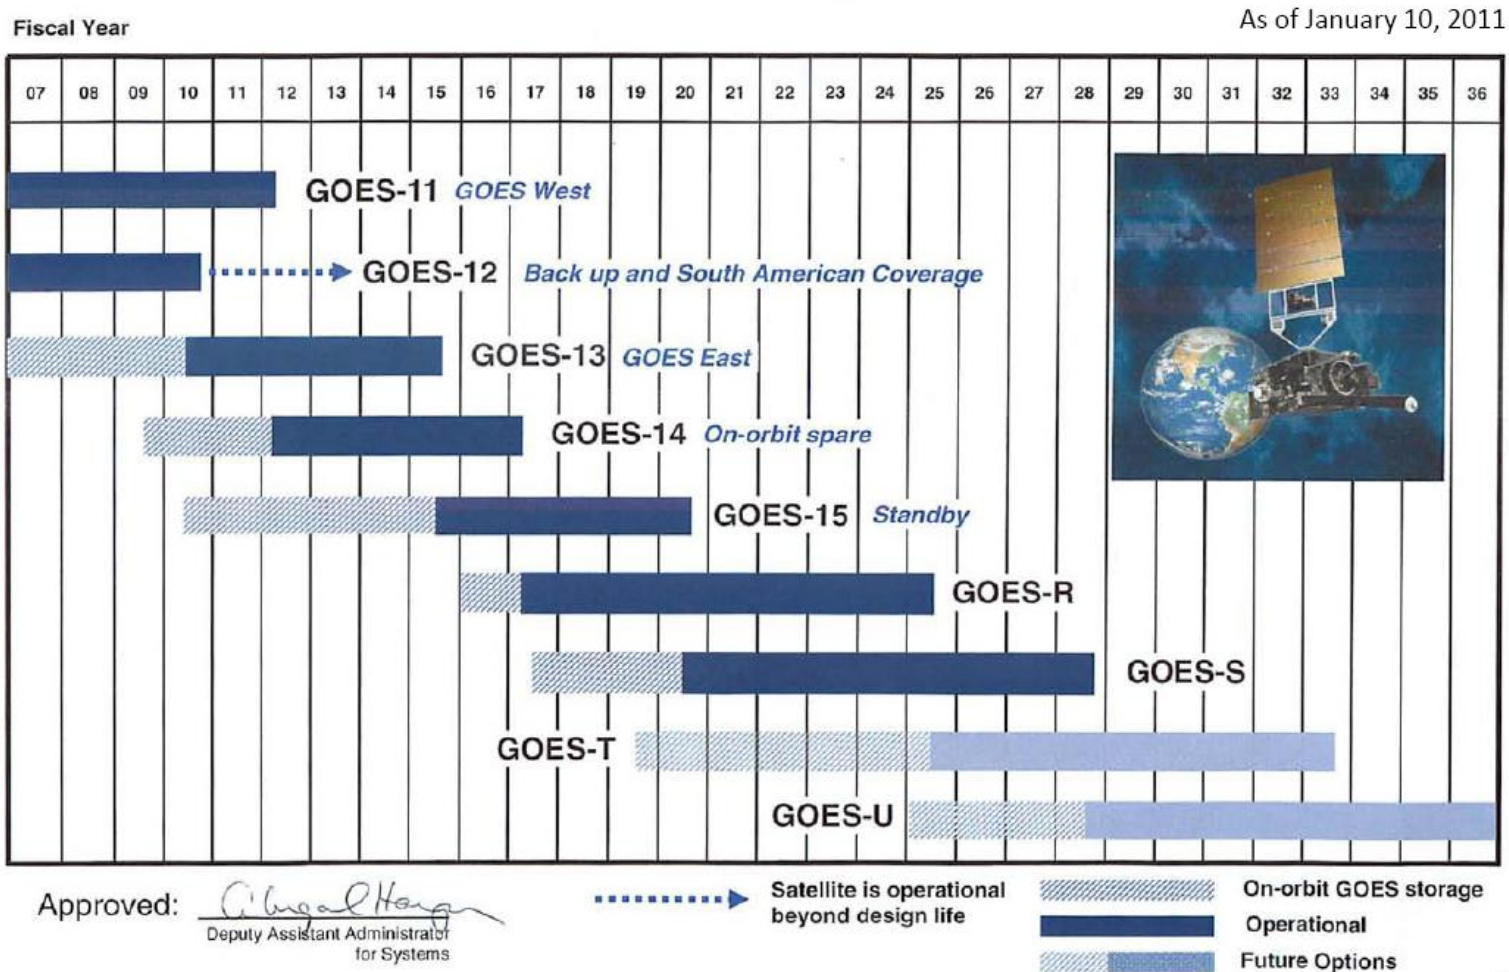 As of January 10, 2011
Fiscal Year
07 08 09 10 11 12 13 14 15 16 17 18 19 20 21 22 23 24 25 26 27 28 29 30 31 32 33 34 35 36
GOES-11 GOES West
GOES-12 Back up and South American Coverage
GOES-13 GOES East
GOES-14 On-orbit spare
GOES-15 Standby
GOES-R
GOES-S
GOES-T
GOES-U
Approved:
Deputy Assistant Administrator
for Systems
Satellite is operational
beyond design life
On-orbit GOES storage
Operational
Future Options